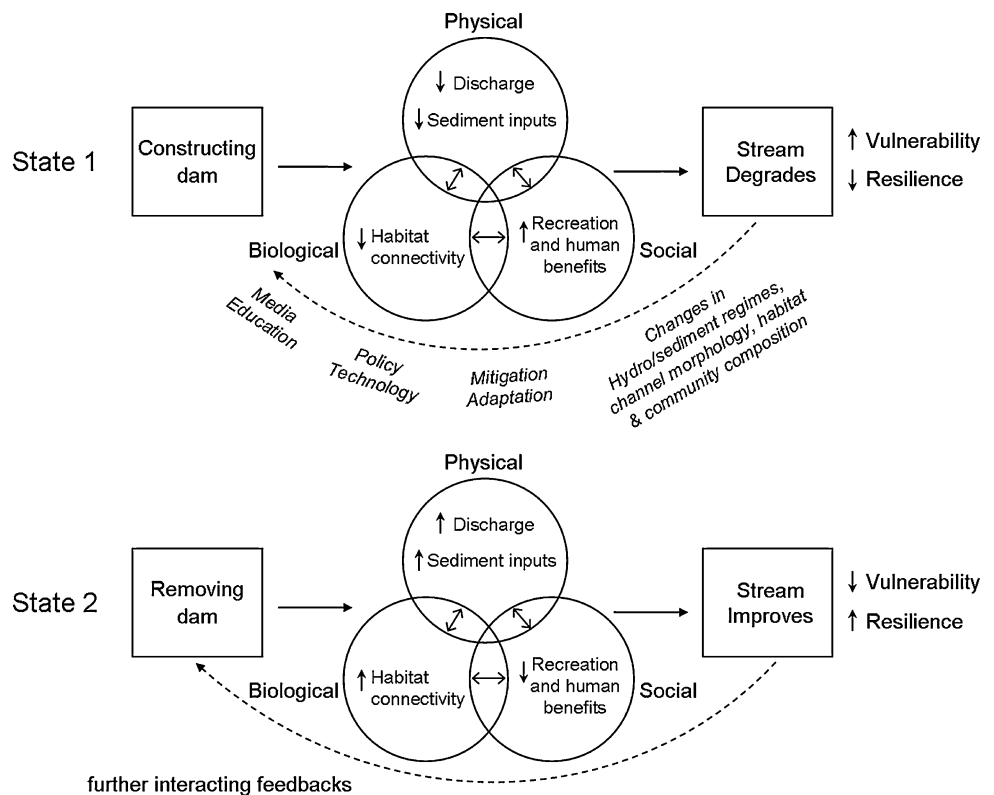 Physical
Discharge
Sediment inputs
State 1
Constructing
dam
Stream
Degrades
Vulnerability
Resilience
Biological
Habitat
connectivity
Recreation
and human
benefits
Social
Media
Education
Policy
Technology
Mitigation
Adaptation
Changes in
Hydro/sediment regimes,
channel morphology, habitat
& community composition
Physical
Discharge
Sediment inputs
State 2
Removing
dam
Stream
Improves
Vulnerability
Resilience
Biological
Habitat
connectivity
Recreation
and human
benefits
Social
further interacting feedbacks